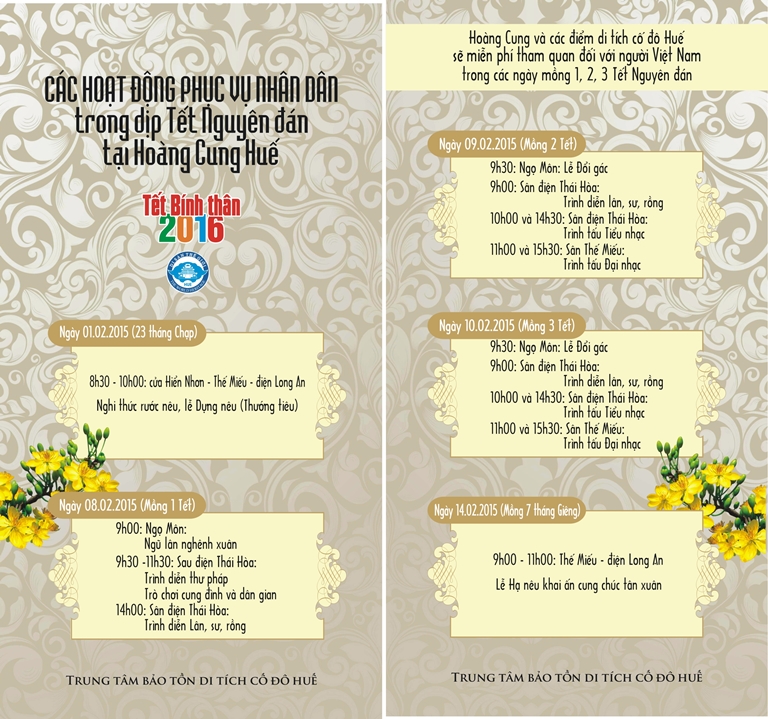 CÁC HOẠT ĐỘNG PHỤC VỤ NHÂN DÂN
trong dịp Tết Nguyên đán
tại Hoàng Cung Huế
Tết Bính thân
2016
Ngày 01.02.2015 (23 tháng Chạp)
8h30 - 10h00: cửa Hiển Nhơn - Thế Miếu - điện Long An
Nghi thức rước nêu, lễ Dựng nêu (Thướng tiêu)
Ngày 08.02.2015 (Mồng 1 Tết)
9h00: Ngọ Môn:
Ngũ lân nghênh xuân
9h30 -11h30: Sau điện Thái Hòa:
Trình diễn thư pháp
Trò chơi cung đình và dân gian
14h00: Sân điện Thái Hòa:
Trình diễn Lân, sư, rồng
TRUNG TÂM BẢO TỒN DI TÍCH CỐ ĐÔ HUẾ
Hoàng Cung và các điểm di tích cố đô Huế
sẽ miễn phí tham quan đối với người Việt Nam
trong các ngày mồng 1, 2, 3 Tết Nguyên đán
Ngày 09.02.2015 (Mồng 2 Tết)
9h30: Ngọ Môn: Lễ Đổi gác
9h00: Sân điện Thái Hòa:
Trình diễn lân, sư, rồng
10h00 và 14h30: Sân điện Thái Hòa:
Trình tấu Tiểu nhạc
11h00 và 15h30: Sân Thế Miếu:
Trình tấu Đại nhạc
Ngày 10.02.2015 (Mồng 3 Tết)
9h30: Ngọ Môn: Lễ Đổi gác
9h00: Sân điện Thái Hòa:
Trình diễn lân, sư, rồng
10h00 và 14h30: Sân điện Thái Hòa:
Trình tấu Tiểu nhạc
11h00 và 15h30: Sân Thế Miếu:
Trình tấu Đại nhạc
Ngày 14.02.2015 (Mồng 7 tháng Giêng)
9h00 - 11h00: Thế Miếu - điện Long An
Lễ Hạ nêu khai ấn cung chúc tân xuân
TRUNG TÂM BẢO TỒN DI TÍCH CỐ ĐÔ HUẾ